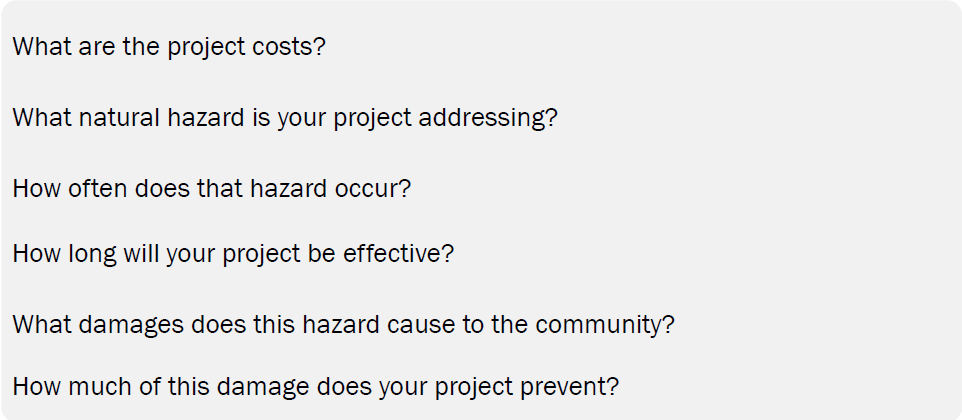 What are the project costs?
What natural hazard is your project addressing?
How often does that hazard occur?
How long will your project be effective?
What damages does this hazard cause to the community?
How much of this damage does your project prevent?